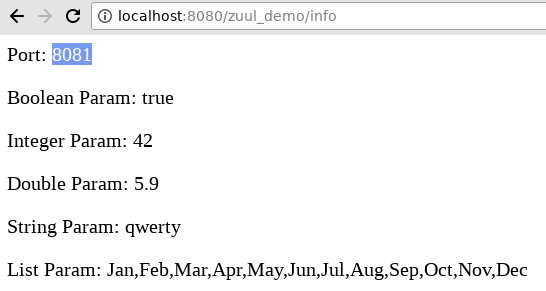 localhost:8080/zuul_demo/info
Port: 8081
Boolean Param: true
Integer Param: 42
Double Param: 5.9
String Param: qwerty
List Param: Jan,Feb,Mar,Apr,May,Jun,Jul,Aug,Sep,Oct,Nov,Dec